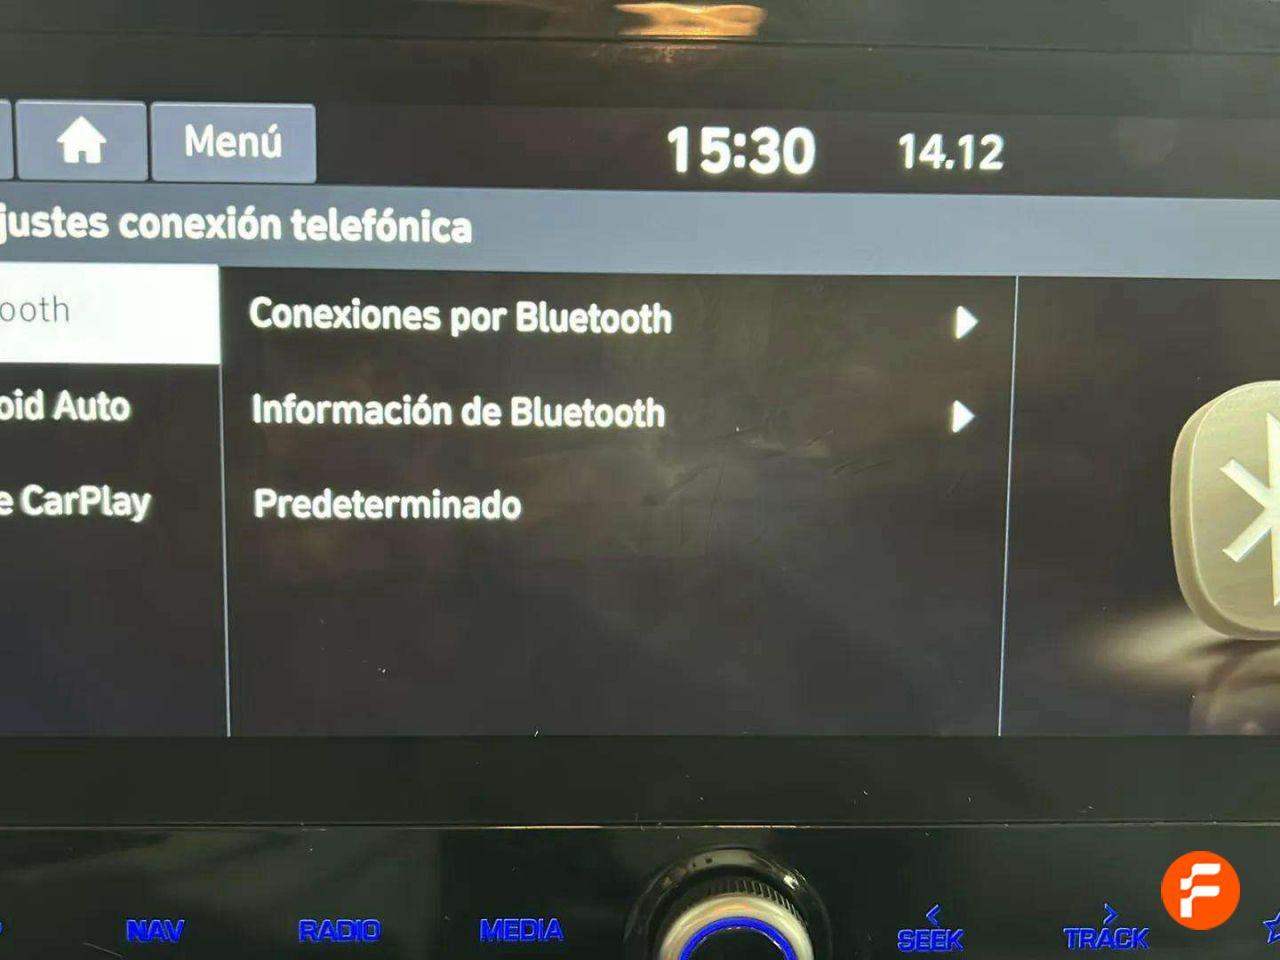 Menú
15:30
14.12
justes conexión telefónica
ooth
Conexiones por Bluetooth
oid Auto
Información de Bluetooth
e CarPlay
Predeterminado
NAV
RADIO
MEDIA
< SEEK
> TRACK